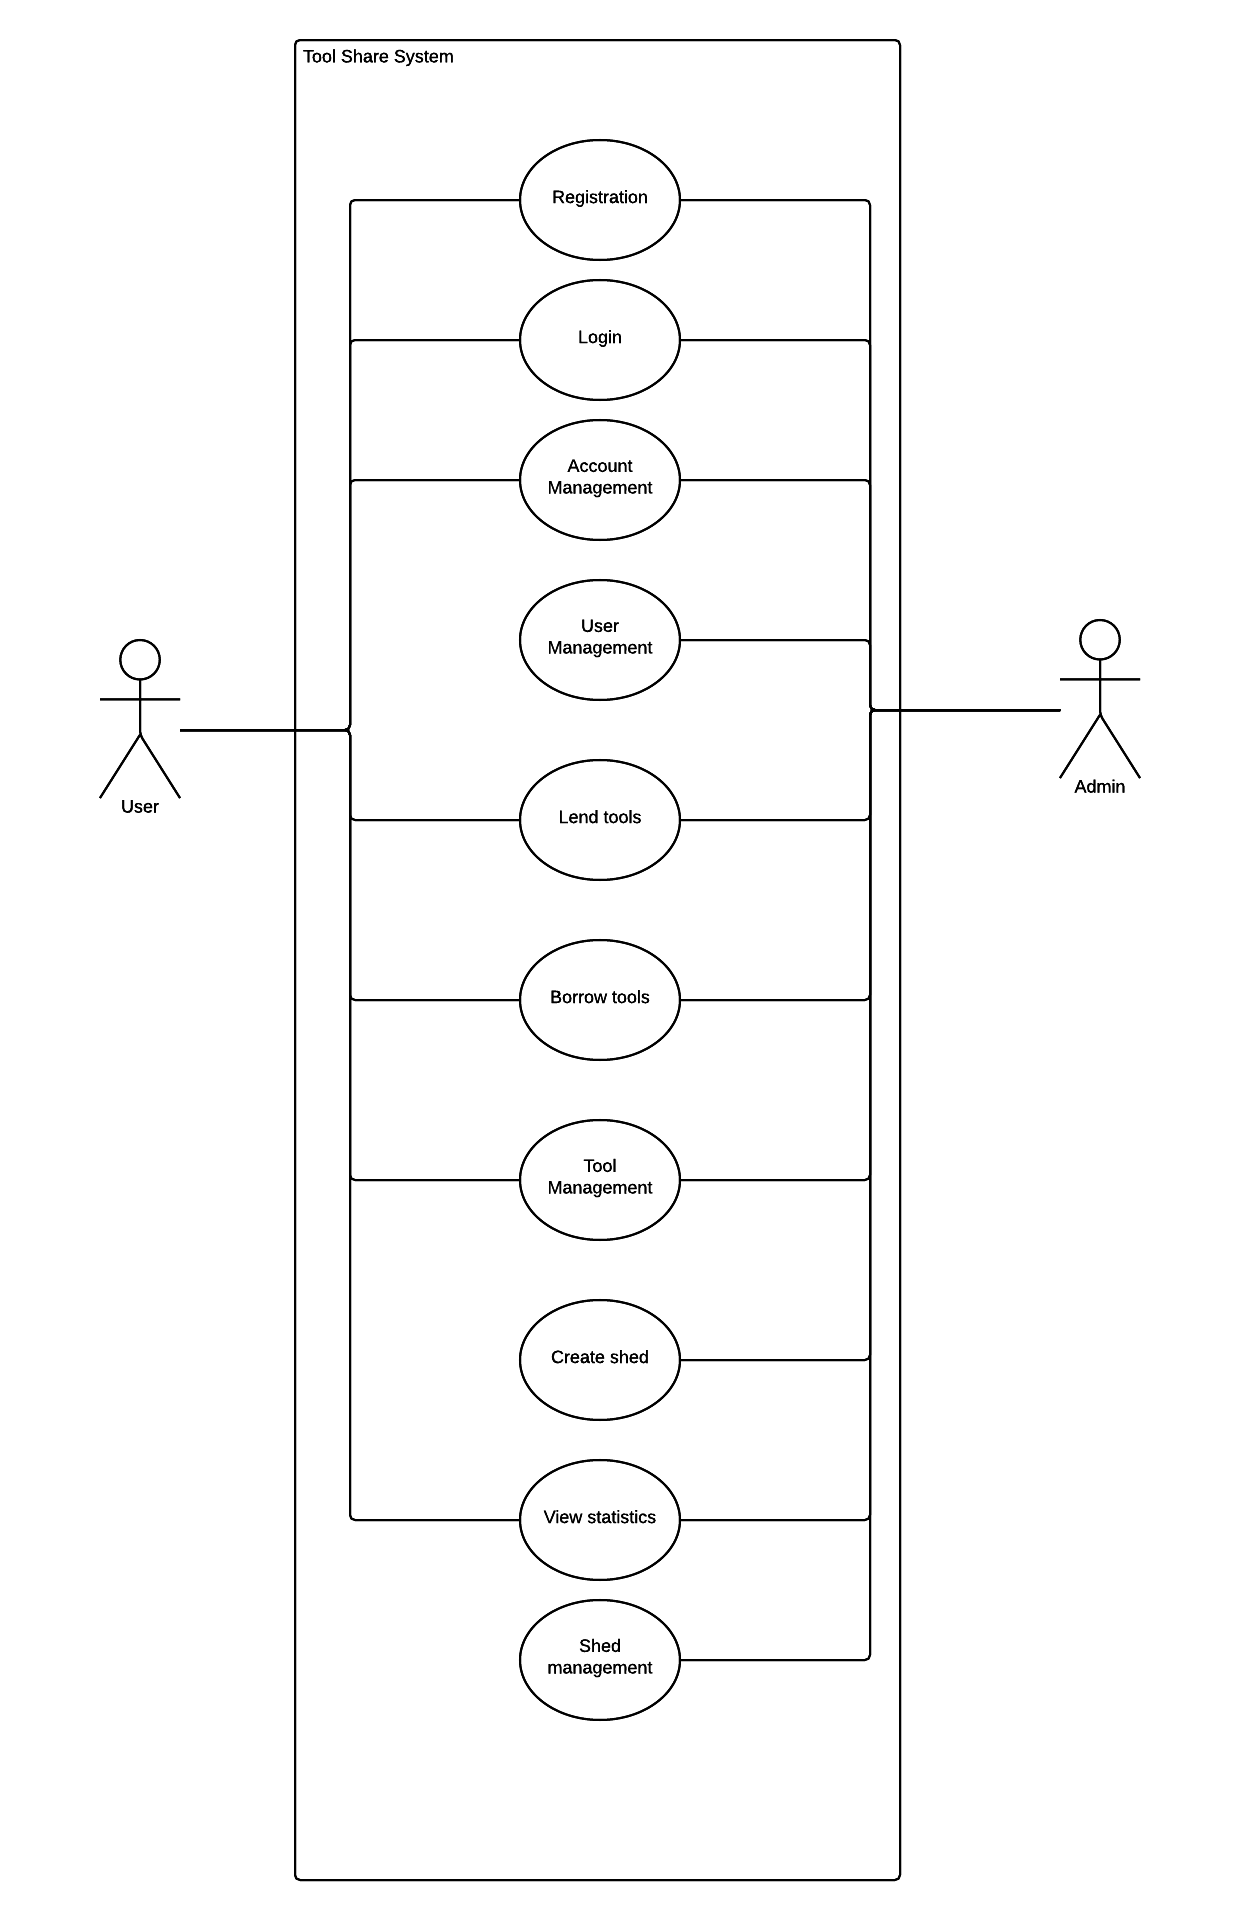 Tool Share System
Registration
Login
Account
Management
User
Management
User
Admin
Lend tools
Borrow tools
Tool
Management
Create shed
View statistics
Shed
management